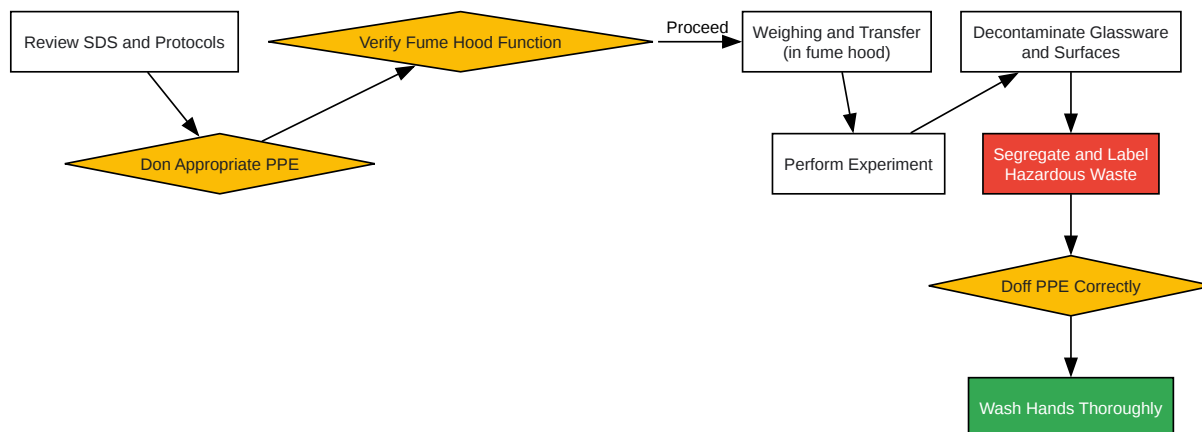 Review SDS and Protocols
Don Appropriate PPE
Verify Fume Hood Function
Proceed
Weighing and Transfer
(in fume hood)
Perform Experiment
Decontaminate Glassware
and Surfaces
Segregate and Label
Hazardous Waste
Doff PPE Correctly
Wash Hands Thoroughly